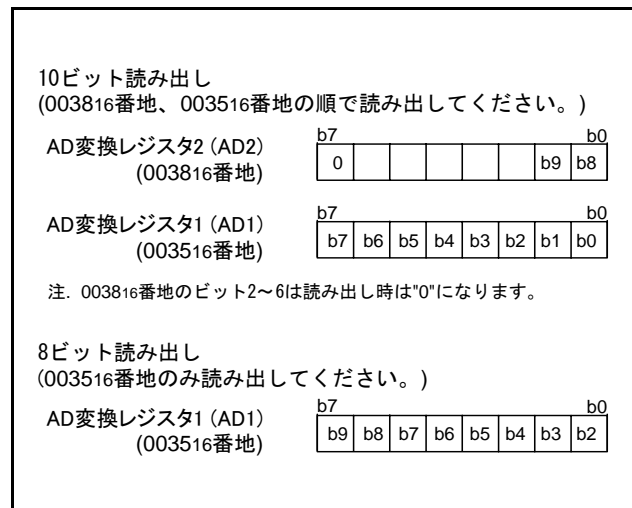 10ビット読み出し
(003816番地、003516番地の順で読み出してください。)
b7 b0
AD変換レジスタ2 (AD2)
(003816番地)
0 b9 b8
b7 b0
AD変換レジスタ1 (AD1)
(003516番地)
b7 b6 b5 b4 b3 b2 b1 b0
注. 003816番地のビット2～6は読み出し時は"0"になります。
8ビット読み出し
(003516番地のみ読み出してください。)
b7 b0
AD変換レジスタ1 (AD1)
(003516番地)
b9 b8 b7 b6 b5 b4 b3 b2